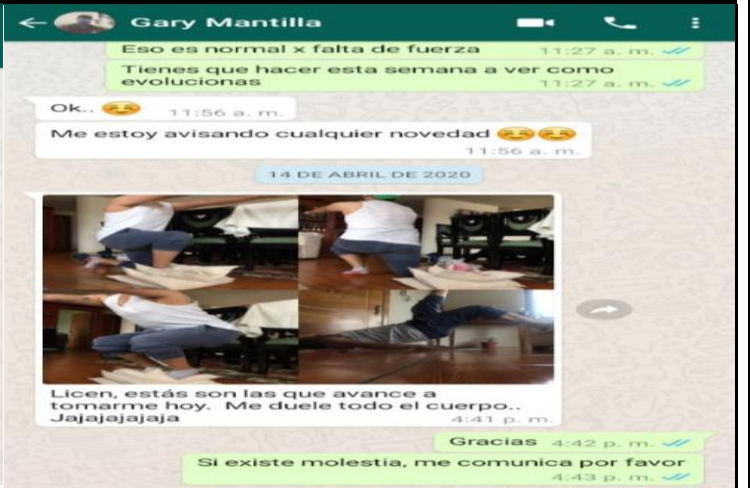 Gary Mantilla
Eso es normal x falta de fuerza 11:27 a. m.
Tienes que hacer esta semana a ver como
evolucionas 11:27 a. m.
Ok.. 11:56 a. m.
Me estoy avisando cualquier novedad
11:56 a. m.
14 DE ABRIL DE 2020
Licen, estás son las que avance a
tomarme hoy. Me duele todo el cuerpo..
Jajajajajaja 4:41 p. m.
Gracias 4:42 p. m.
Si existe molestia, me comunica por favor
4:43 p. m.